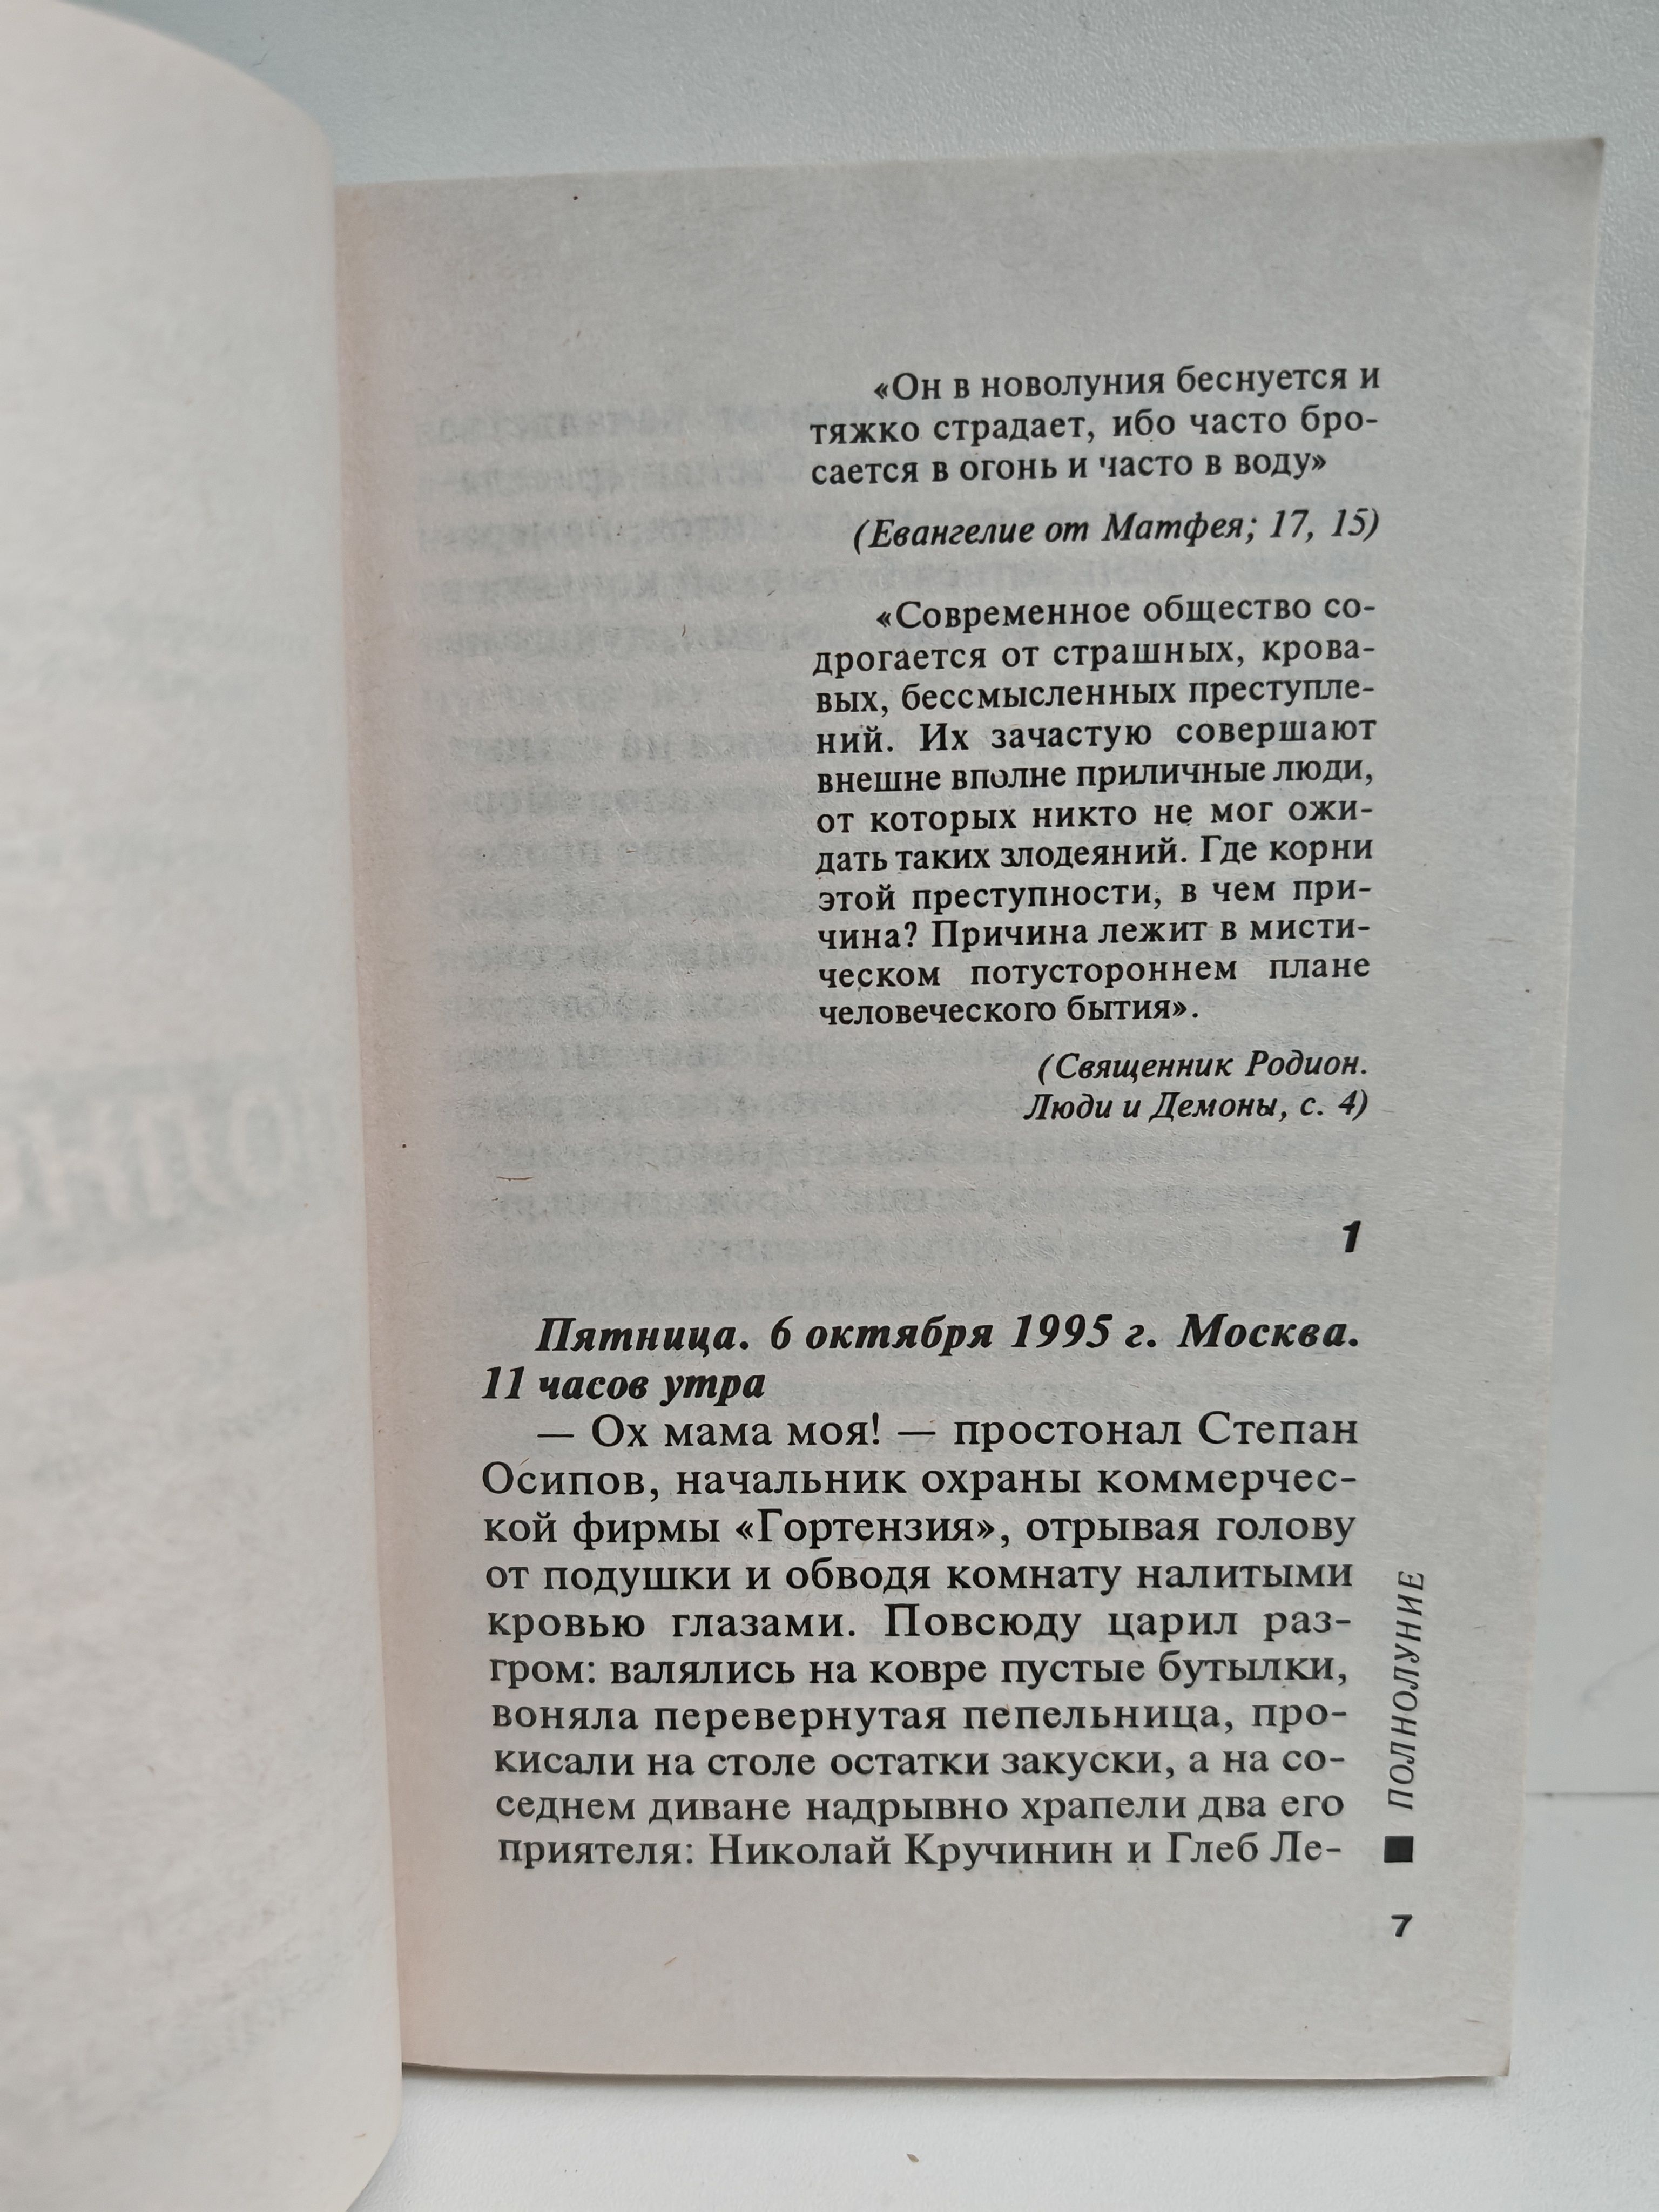 «Он в новолуния беснуется и
тяжко страдает, ибо часто бро-
сается в огонь и часто в воду»
(Евангелие от Матфея; 17, 15)
«Современное общество со-
дрогается от страшных, крова-
вых, бессмысленных преступле-
ний. Их зачастую совершают
внешне вполне приличные люди,
от которых никто не мог ожи-
дать таких злодеяний. Где корни
этой преступности, в чем при-
чина? Причина лежит в мисти-
ческом потустороннем плане
человеческого бытия».
(Священник Родион.
Люди и Демоны, с. 4)
1
Пятница. 6 октября 1995 г. Москва.
11 часов утра
— Ох мама моя! — простонал Степан
Осипов, начальник охраны коммерчес-
кой фирмы «Гортензия», отрывая голову
от подушки и обводя комнату налитыми
кровью глазами. Повсюду царил раз-
гром: валялись на ковре пустые бутылки,
воняла перевернутая пепельница, про-
кисали на столе остатки закуски, а на со-
седнем диване надрывно храпели два его
приятеля: Николай Кручинин и Глеб Ле-
ПОЛНОЛУНИЕ
7